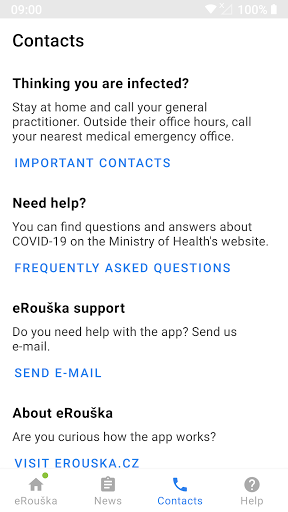 09:00
100%
Contacts
Thinking you are infected?
Stay at home and call your general
practitioner. Outside their office hours, call
your nearest medical emergency office.
IMPORTANT CONTACTS
Need help?
You can find questions and answers about
COVID-19 on the Ministry of Health's website.
FREQUENTLY ASKED QUESTIONS
eRouška support
Do you need help with the app? Send us
e-mail.
SEND E-MAIL
About eRouška
Are you curious how the app works?
VISIT EROUSKA.CZ
eRouška
News
Contacts
Help